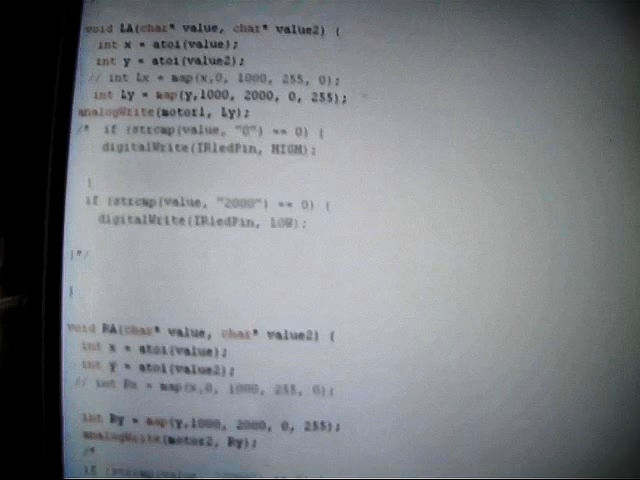 void LA(char* value, char* value2) {
int x = atoi(value);
int y = atoi(value2);
// int Lx = map(x,0, 1000, 255, 0);
int Ly = map(y,1000, 2000, 0, 255);
analogWrite(motor1, Ly);
/* if (strcmp(value, "0") == 0) {
digitalWrite(IRledPin, HIGH);
}
if (strcmp(value, "2000") == 0) {
digitalWrite(IRledPin, LOW);
}*/
}
void RA(char* value, char* value2) {
int x = atoi(value);
int y = atoi(value2);
// int Rx = map(x,0, 1000, 255, 0);
int Ry = map(y,1000, 2000, 0, 255);
analogWrite(motor2, Ry);
/*
if (strcmp(value,